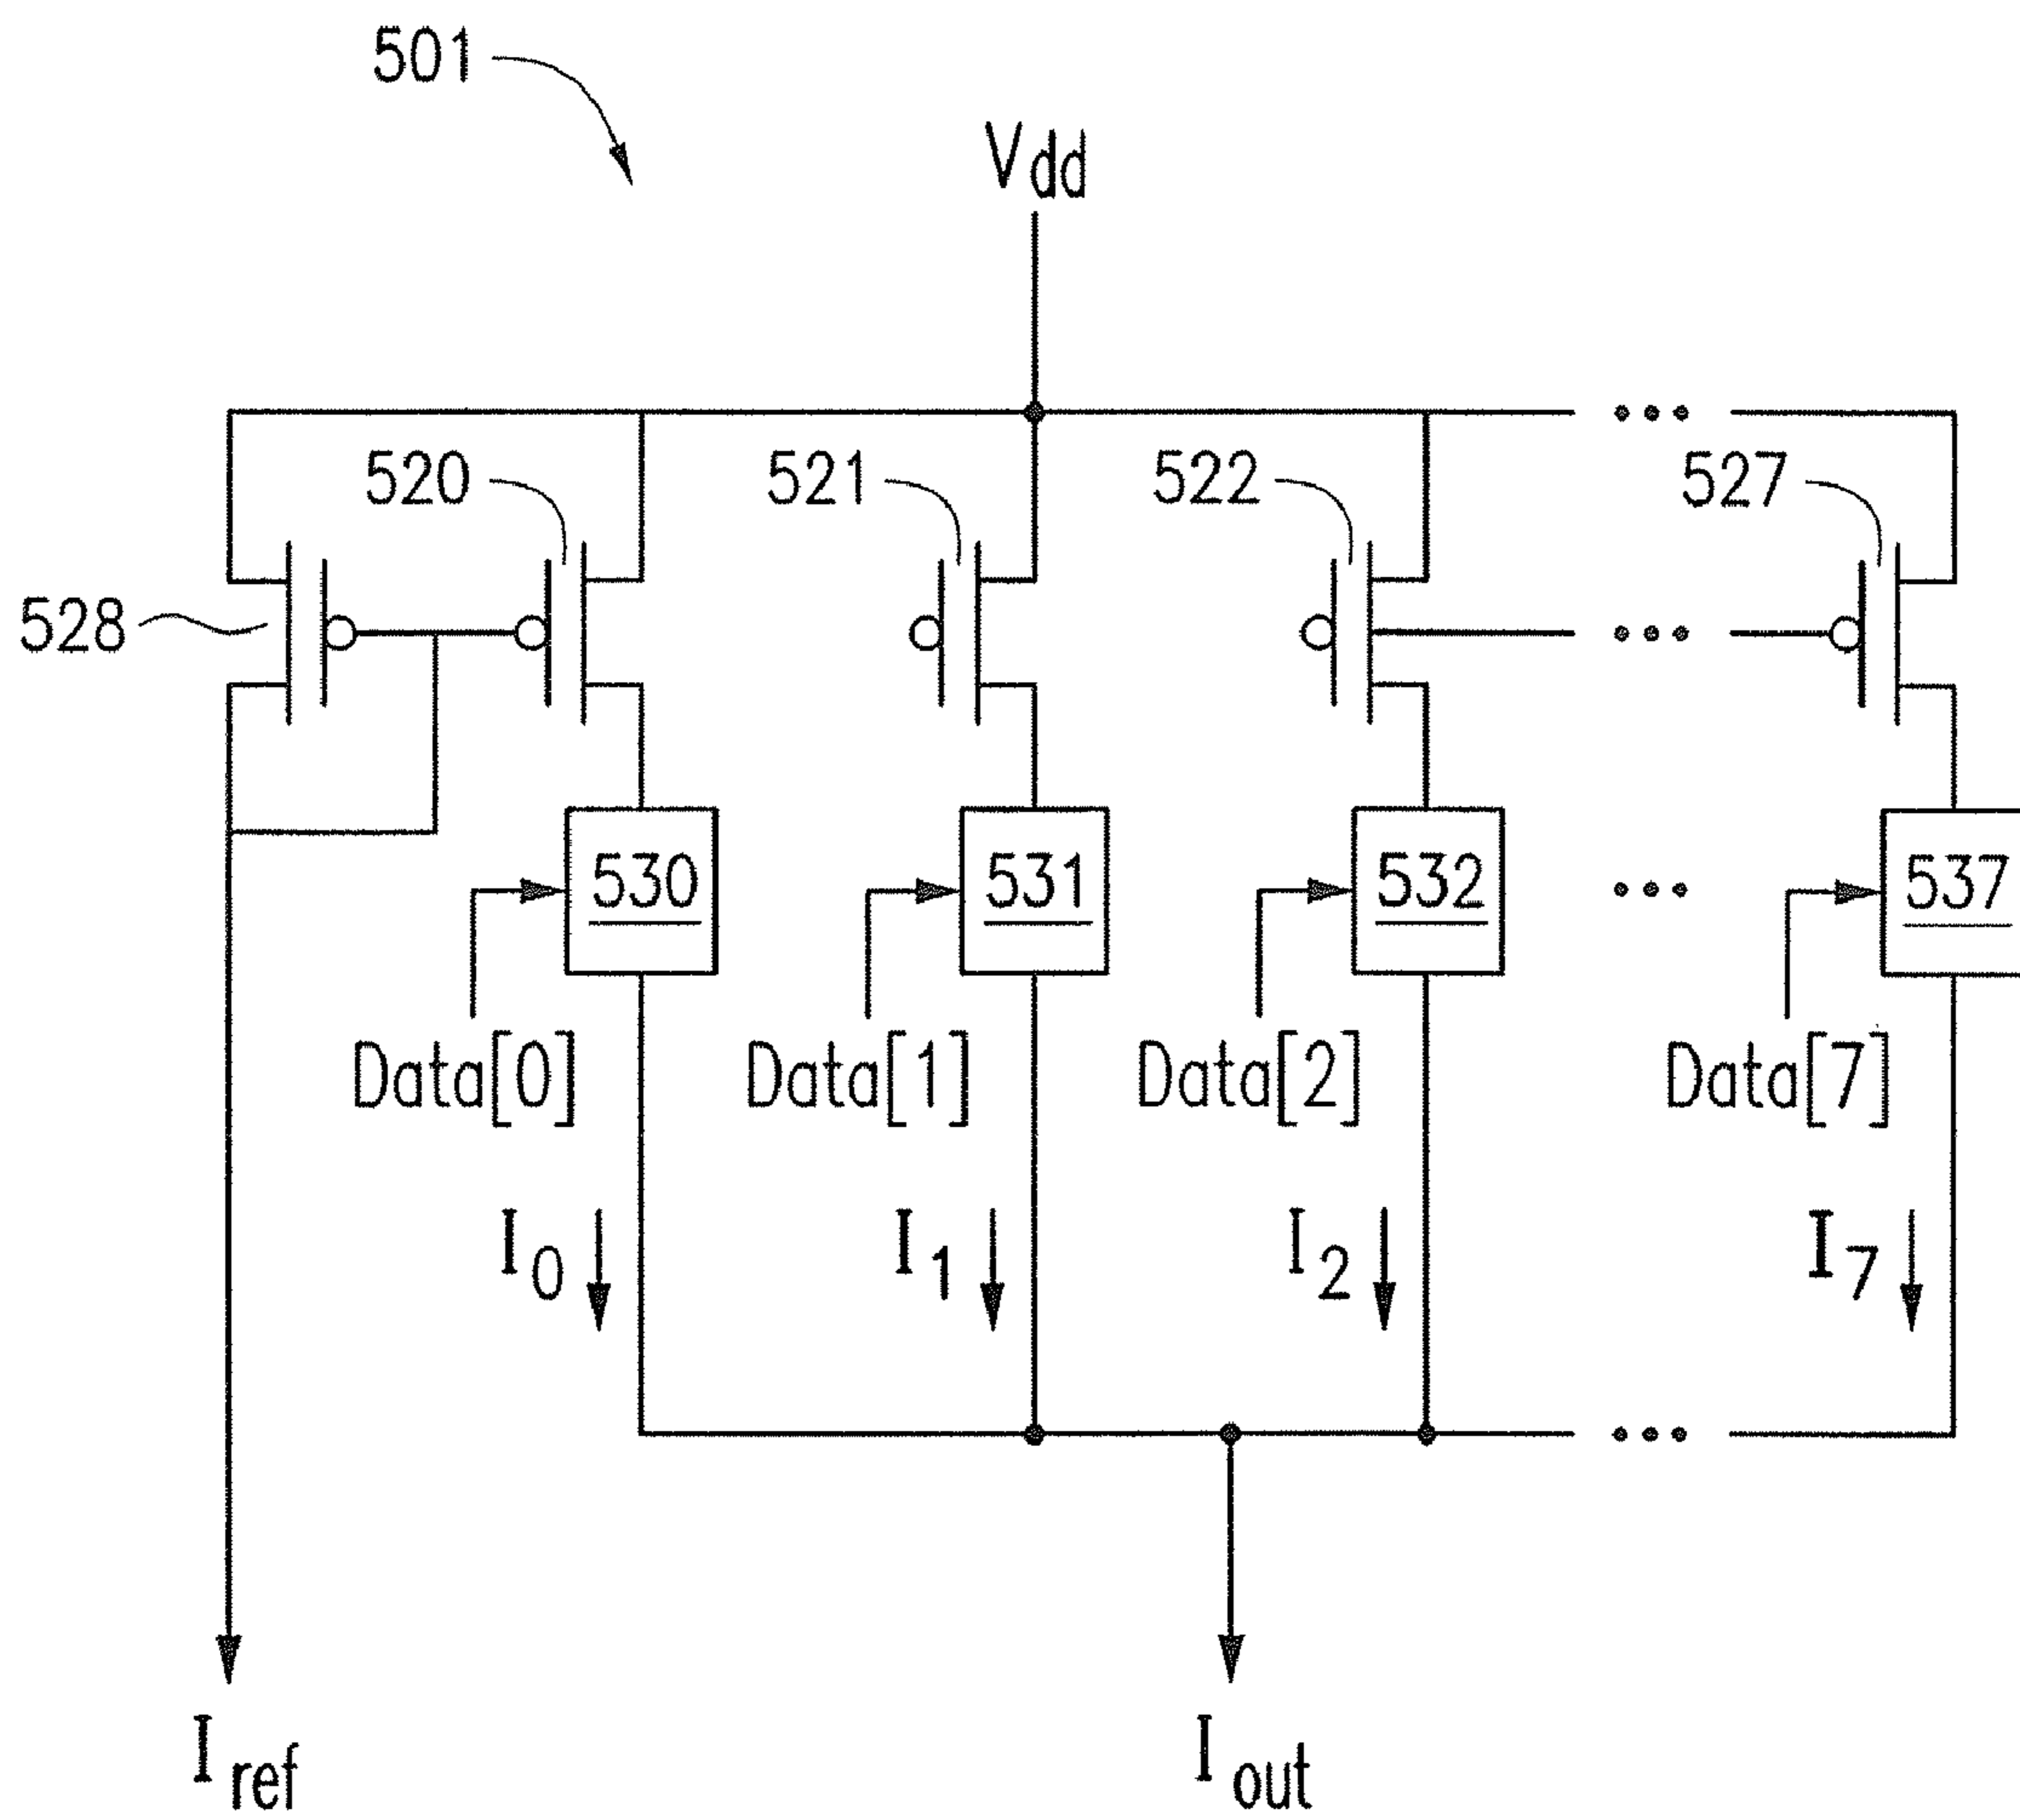 501
Vdd
520
521
522
527
528
530
531
532
537
Data[0]
Data[1]
Data[2]
Data[7]
I0
I1
I2
I7
Iref
Iout